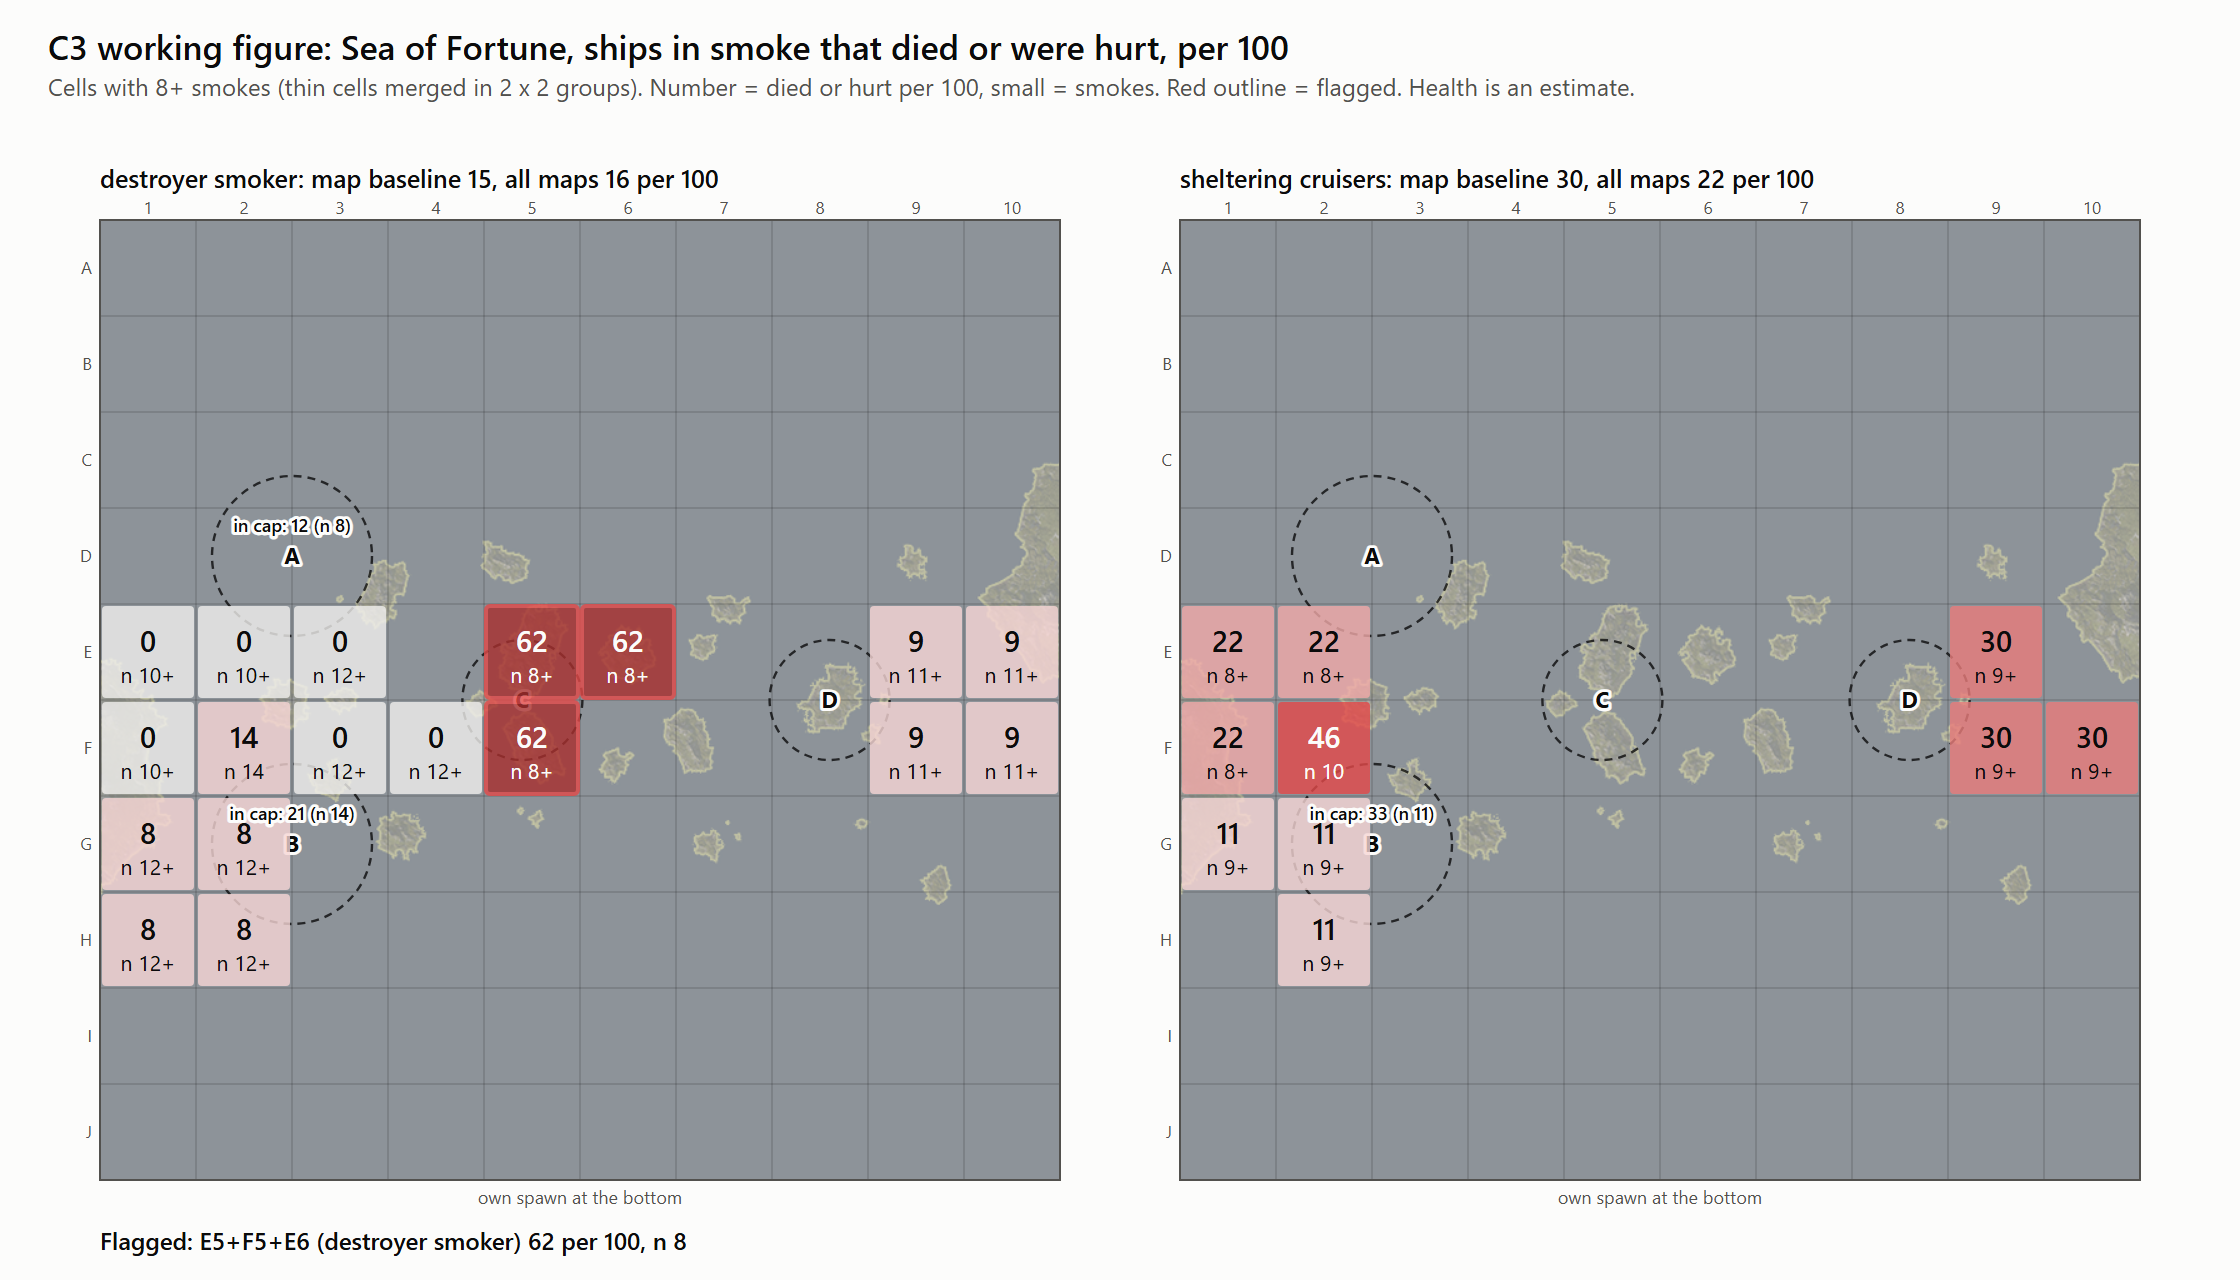 C3 working figure: Sea of Fortune, ships in smoke that died or were hurt, per 100
Cells with 8+ smokes (thin cells merged in 2 x 2 groups). Number = died or hurt per 100, small = smokes. Red outline = flagged. Health is an estimate.
destroyer smoker: map baseline 15, all maps 16 per 100
1 2 3 4 5 6 7 8 9 10
A
B
C
in cap: 12 (n 8)
D
A
E
0 0 0 62 62 9 9
n 10+ n 10+ n 12+ n 8+ n 8+ n 11+ n 11+
C D
F
0 14 0 0 62 9 9
n 10+ n 14 n 12+ n 12+ n 8+ n 11+ n 11+
in cap: 21 (n 14)
G
8 8 B
n 12+ n 12+
H
8 8
n 12+ n 12+
I
J
own spawn at the bottom
Flagged: E5+F5+E6 (destroyer smoker) 62 per 100, n 8
sheltering cruisers: map baseline 30, all maps 22 per 100
1 2 3 4 5 6 7 8 9 10
A
B
C
D
A
E
22 22 30
n 8+ n 8+ n 9+
C D
F
22 46 30 30
n 8+ n 10 n 9+ n 9+
in cap: 33 (n 11)
G
11 11 B
n 9+ n 9+
H
11
n 9+
I
J
own spawn at the bottom